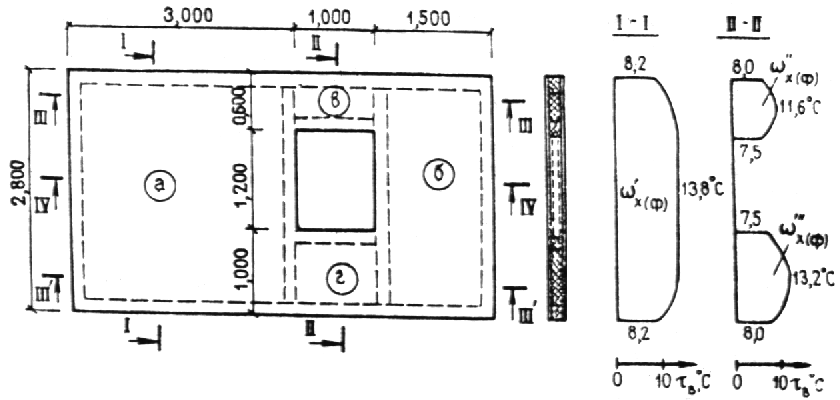 3,000
1,000
1,500
I
II
2,800
III
III
0,600
в
IV
IV
1,200
а
б
1,000
г
III'
III'
I
II
I - I
8,2
ω'х(ф)
13,8°С
8,2
0
10
τв,°С
II - II
8,0
ω''х(ф)
11,6°С
7,5
7,5
ω'''х(ф)
13,2°С
8,0
0
10
τв,°С